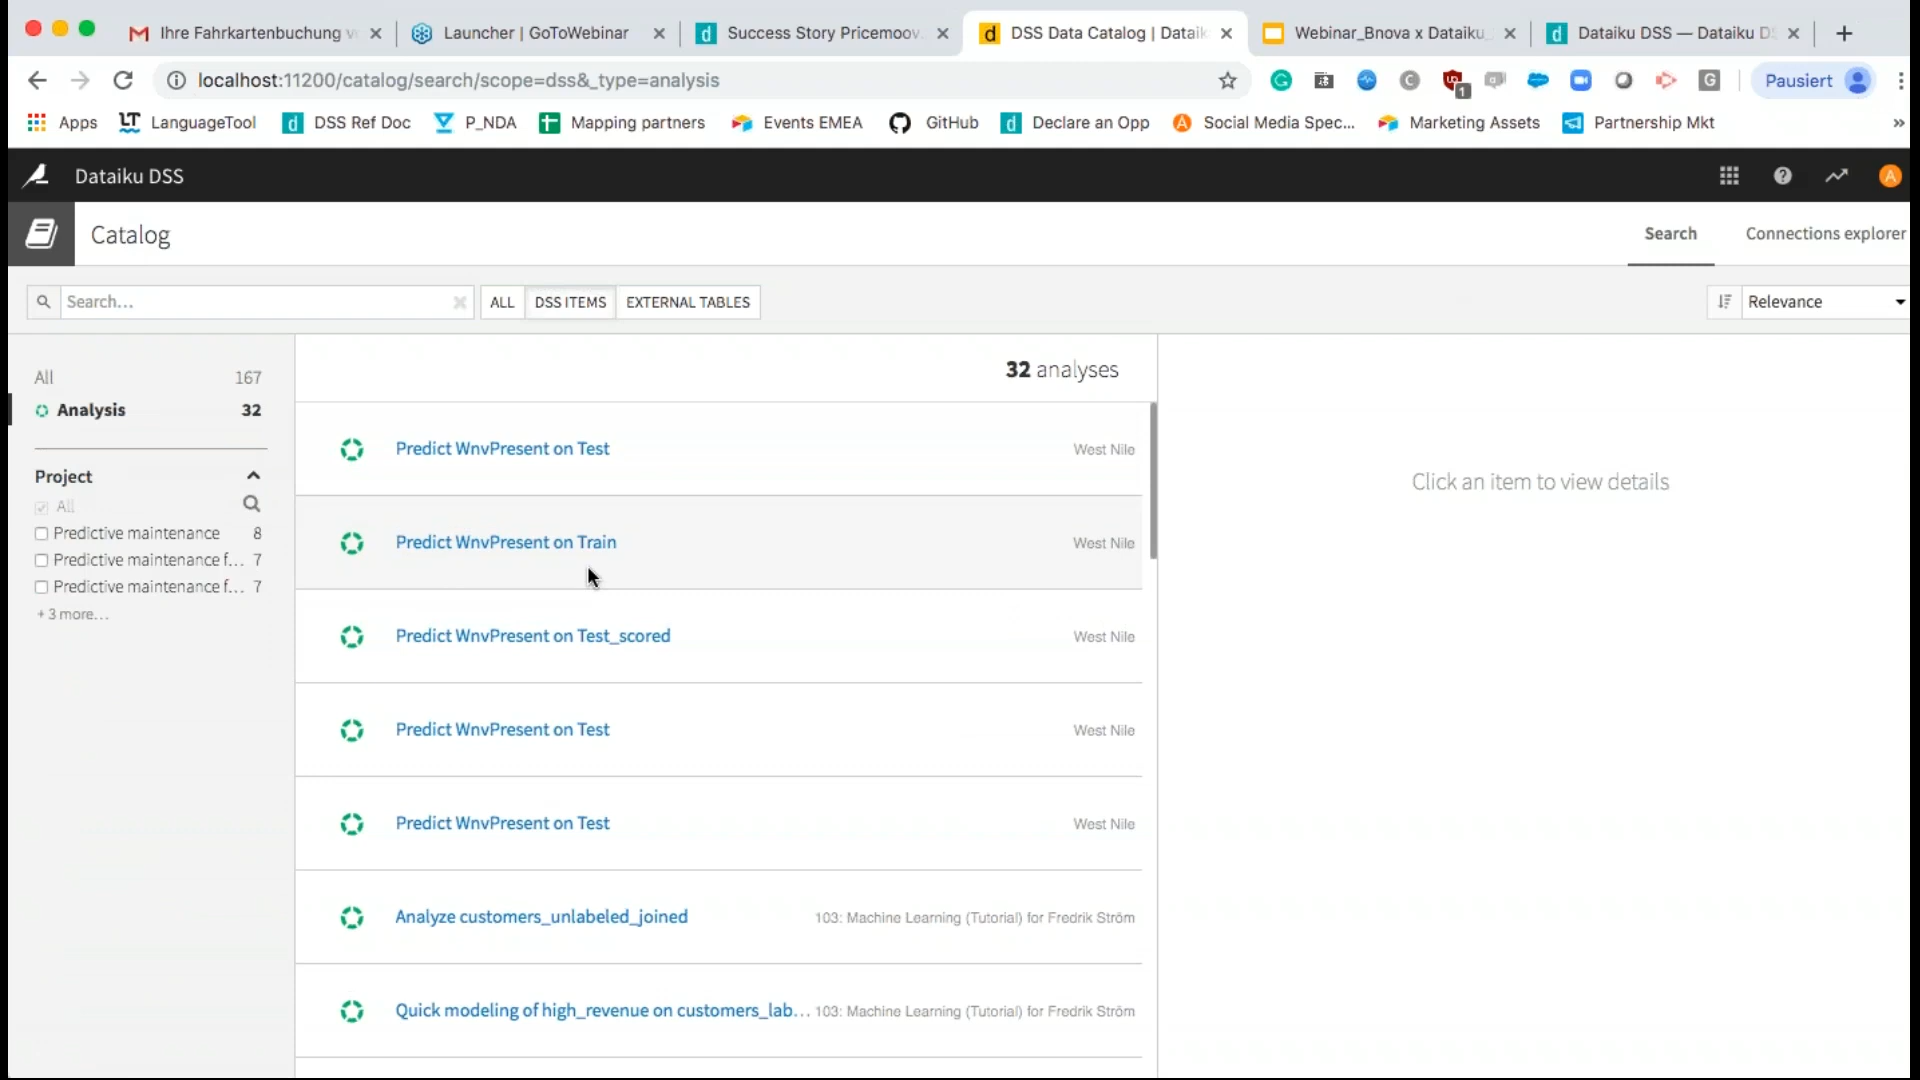 Ihre Fahrkartenbuchung
Launcher | GoToWebinar
Success Story Pricemoov
DSS Data Catalog | Dataik
Webinar_Bnova x Dataiku
Dataiku DSS — Dataiku DS
localhost:11200/catalog/search/scope=dss&_type=analysis
1
G
Pausiert
Apps
LanguageTool
DSS Ref Doc
P_NDA
Mapping partners
Events EMEA
GitHub
Declare an Opp
Social Media Spec...
Marketing Assets
Partnership Mkt
»
Dataiku DSS
A
Catalog
Search
Connections explorer
Search...
ALL
DSS ITEMS
EXTERNAL TABLES
Relevance
All 167
Analysis 32
Project
All
Predictive maintenance 8
Predictive maintenance f... 7
Predictive maintenance f... 7
+ 3 more...
32 analyses
Predict WnvPresent on Test West Nile
Predict WnvPresent on Train West Nile
Predict WnvPresent on Test_scored West Nile
Predict WnvPresent on Test West Nile
Predict WnvPresent on Test West Nile
Analyze customers_unlabeled_joined 103: Machine Learning (Tutorial) for Fredrik Ström
Quick modeling of high_revenue on customers_lab... 103: Machine Learning (Tutorial) for Fredrik Ström
Click an item to view details